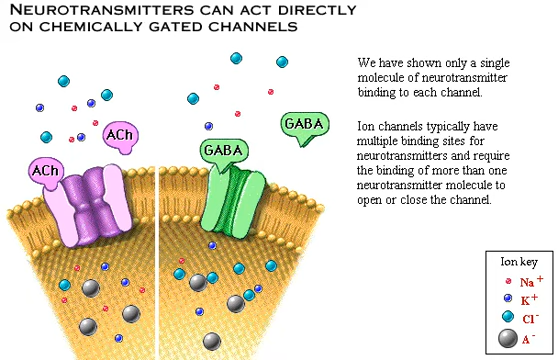 NEUROTRANSMITTERS CAN ACT DIRECTLY
ON CHEMICALLY GATED CHANNELS
We have shown only a single
molecule of neurotransmitter
binding to each channel.
Ion channels typically have
multiple binding sites for
neurotransmitters and require
the binding of more than one
neurotransmitter molecule to
open or close the channel.
ACh
ACh
GABA
GABA
Ion key
Na+
K+
Cl-
A-